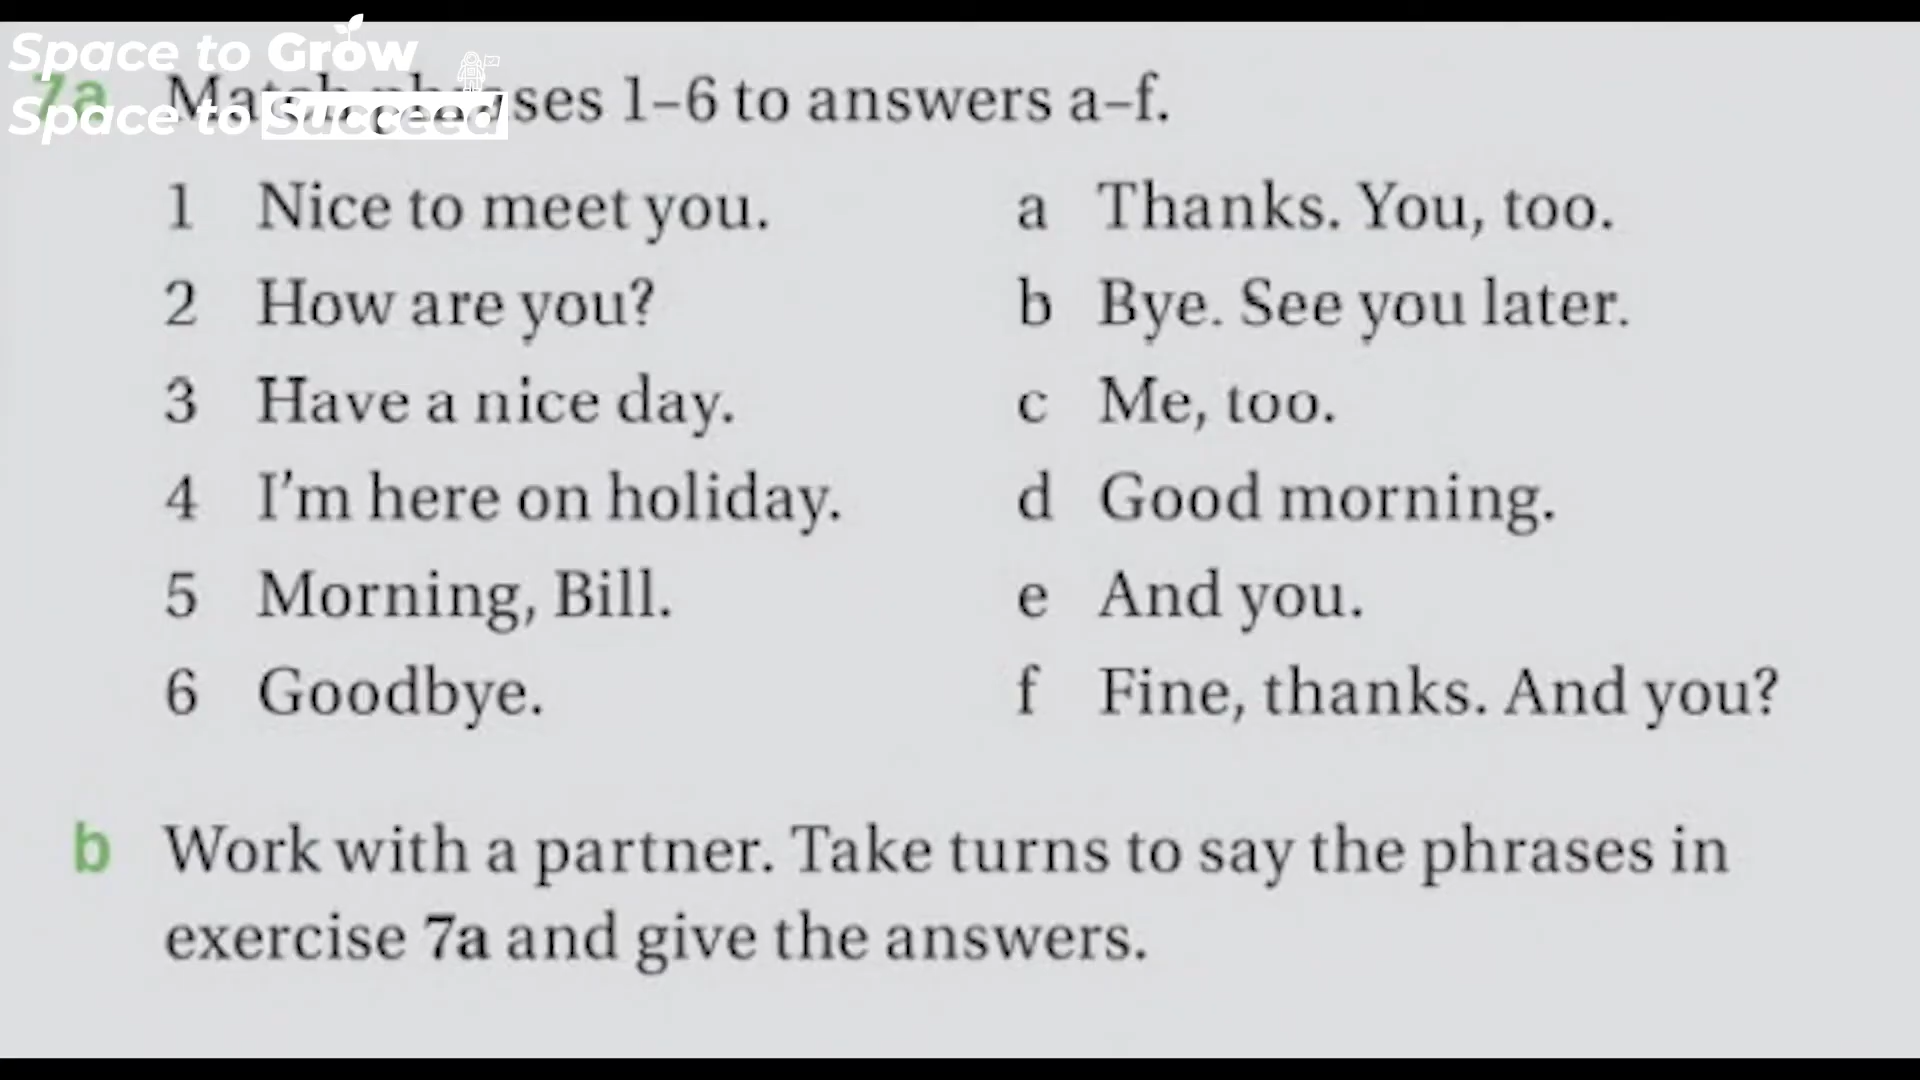 Space to Grow
Space to Succeed
7a Match phrases 1–6 to answers a–f.
1 Nice to meet you. a Thanks. You, too.
2 How are you? b Bye. See you later.
3 Have a nice day. c Me, too.
4 I'm here on holiday. d Good morning.
5 Morning, Bill. e And you.
6 Goodbye. f Fine, thanks. And you?
b Work with a partner. Take turns to say the phrases in
exercise 7a and give the answers.